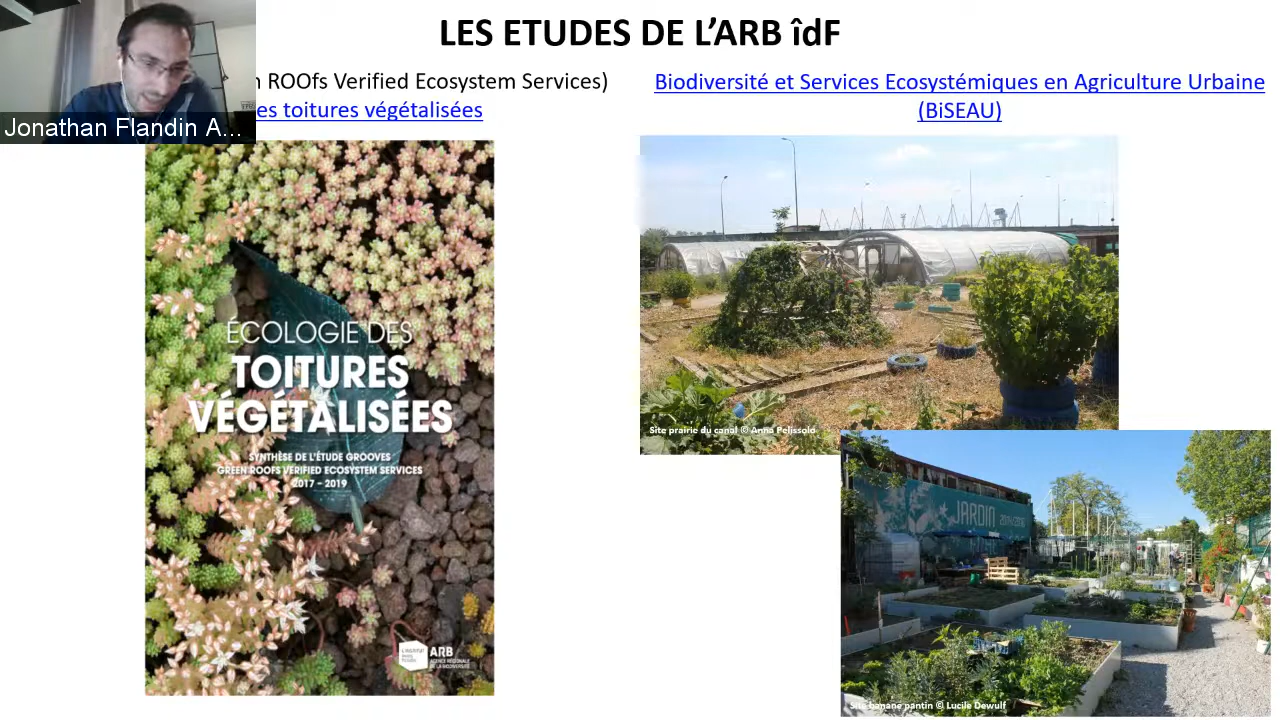 LES ETUDES DE L'ARB îdF
n ROOfs Verified Ecosystem Services)
es toitures végétalisées
Biodiversité et Services Ecosystémiques en Agriculture Urbaine
(BiSEAU)
Jonathan Flandin A...
ÉCOLOGIE DES
TOITURES
VÉGÉTALISÉES
SYNTHÈSE DE L'ÉTUDE GROOVES
GREEN ROOFS VERIFIED ECOSYSTEM SERVICES
2017 – 2019
L'INSTITUT
ARB
AGENCE RÉGIONALE
DE LA BIODIVERSITÉ
Site prairie du canal © Anna Pelissolo
JARDIN
Site banane pantin © Lucile Dewulf